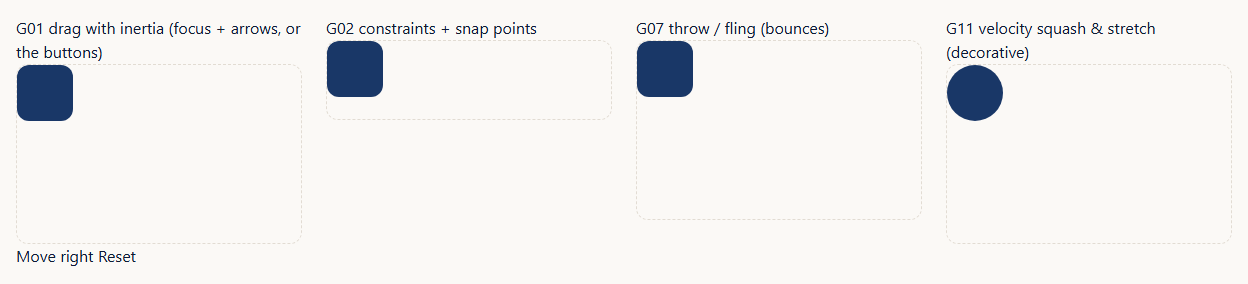 G01 drag with inertia (focus + arrows, or
the buttons)
G02 constraints + snap points
G07 throw / fling (bounces)
G11 velocity squash & stretch
(decorative)
Move right Reset